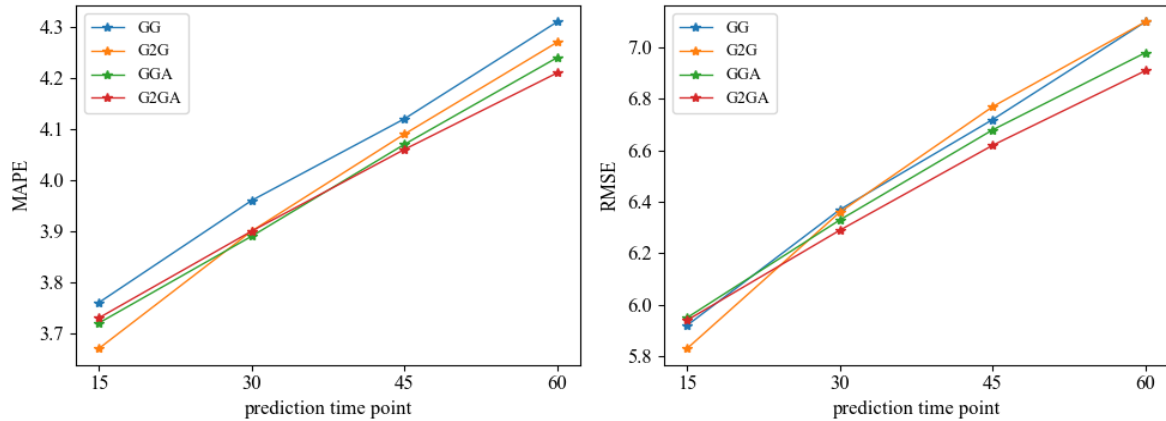 4.3
4.2
4.1
4.0
3.9
3.8
3.7
MAPE
GG
G2G
GGA
G2GA
15 30 45 60
prediction time point
7.0
6.8
6.6
6.4
6.2
6.0
5.8
RMSE
GG
G2G
GGA
G2GA
15 30 45 60
prediction time point